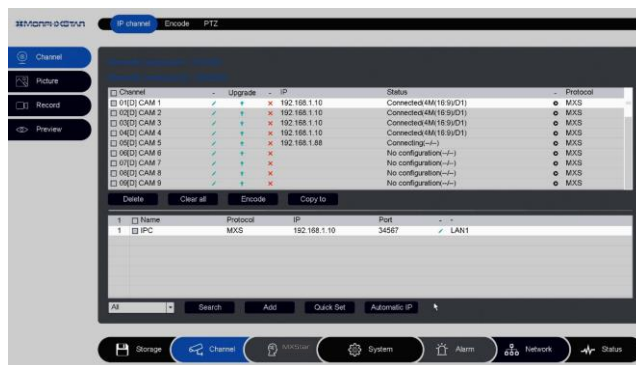 IP channel Encode PTZ
Channel
Picture
Record
Preview
Channel - Upgrade - IP Status - Protocol
01[D] CAM 1 192.168.1.10 Connected(4M(16:9)/D1) MXS
02[D] CAM 2 192.168.1.10 Connected(4M(16:9)/D1) MXS
03[D] CAM 3 192.168.1.10 Connected(4M(16:9)/D1) MXS
04[D] CAM 4 192.168.1.10 Connected(4M(16:9)/D1) MXS
05[D] CAM 5 192.168.1.88 Connecting(--/--) MXS
06[D] CAM 6 No configuration(--/--) MXS
07[D] CAM 7 No configuration(--/--) MXS
08[D] CAM 8 No configuration(--/--) MXS
09[D] CAM 9 No configuration(--/--) MXS
Delete Clear all Encode Copy to
1 Name Protocol IP Port - -
1 IPC MXS 192.168.1.10 34567 LAN1
All Search Add Quick Set Automatic IP
Storage Channel MXStar System Alarm Network Status